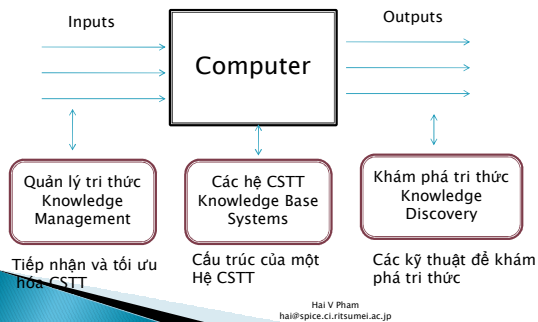 Inputs
Outputs
Computer
Quản lý tri thức
Knowledge
Management
Các hệ CSTT
Knowledge Base
Systems
Khám phá tri thức
Knowledge
Discovery
Tiếp nhận và tối ưu
hóa CSTT
Cấu trúc của một
Hệ CSTT
Các kỹ thuật để khám
phá tri thức
Hai V Pham
hai@spice.ci.ritsumei.ac.jp